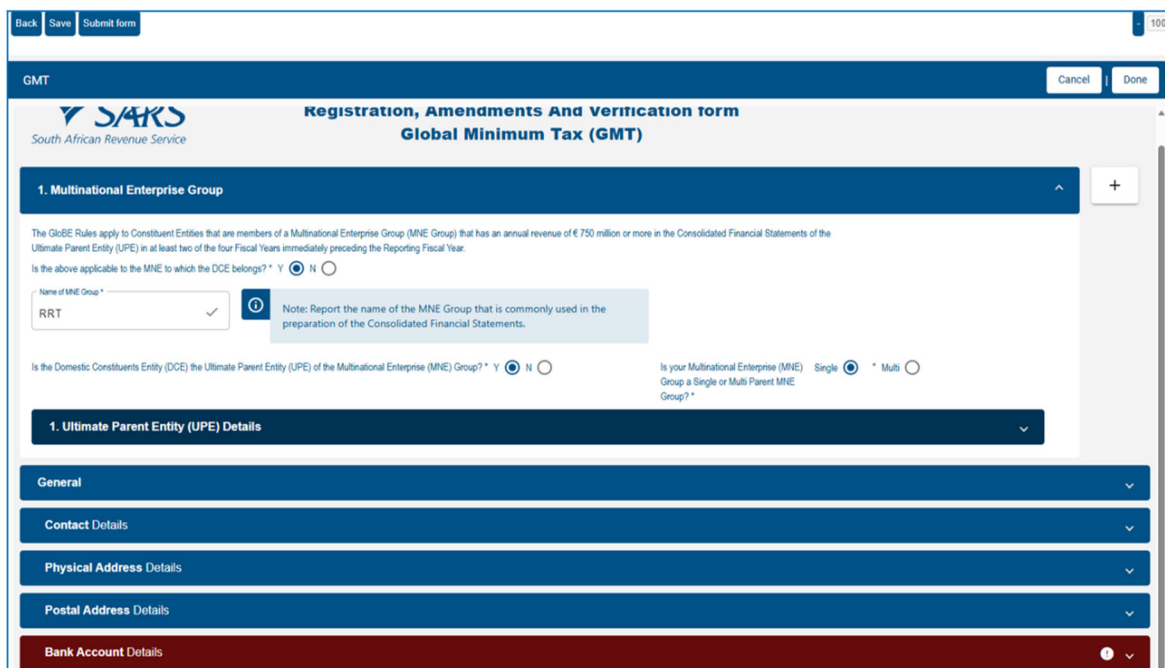 Back Save Submit form - 100
GMT Cancel | Done
SARS
South African Revenue Service
Registration, Amendments And Verification form
Global Minimum Tax (GMT)
1. Multinational Enterprise Group
+
The GloBE Rules apply to Constituent Entities that are members of a Multinational Enterprise Group (MNE Group) that has an annual revenue of € 750 million or more in the Consolidated Financial Statements of the
Ultimate Parent Entity (UPE) in at least two of the four Fiscal Years immediately preceding the Reporting Fiscal Year.
Is the above applicable to the MNE to which the DCE belongs? * Y N
Name of MNE Group *
RRT
Note: Report the name of the MNE Group that is commonly used in the
preparation of the Consolidated Financial Statements.
Is the Domestic Constituents Entity (DCE) the Ultimate Parent Entity (UPE) of the Multinational Enterprise (MNE) Group? * Y N
Is your Multinational Enterprise (MNE) Single * Multi
Group a Single or Multi Parent MNE
Group? *
1. Ultimate Parent Entity (UPE) Details
General
Contact Details
Physical Address Details
Postal Address Details
Bank Account Details